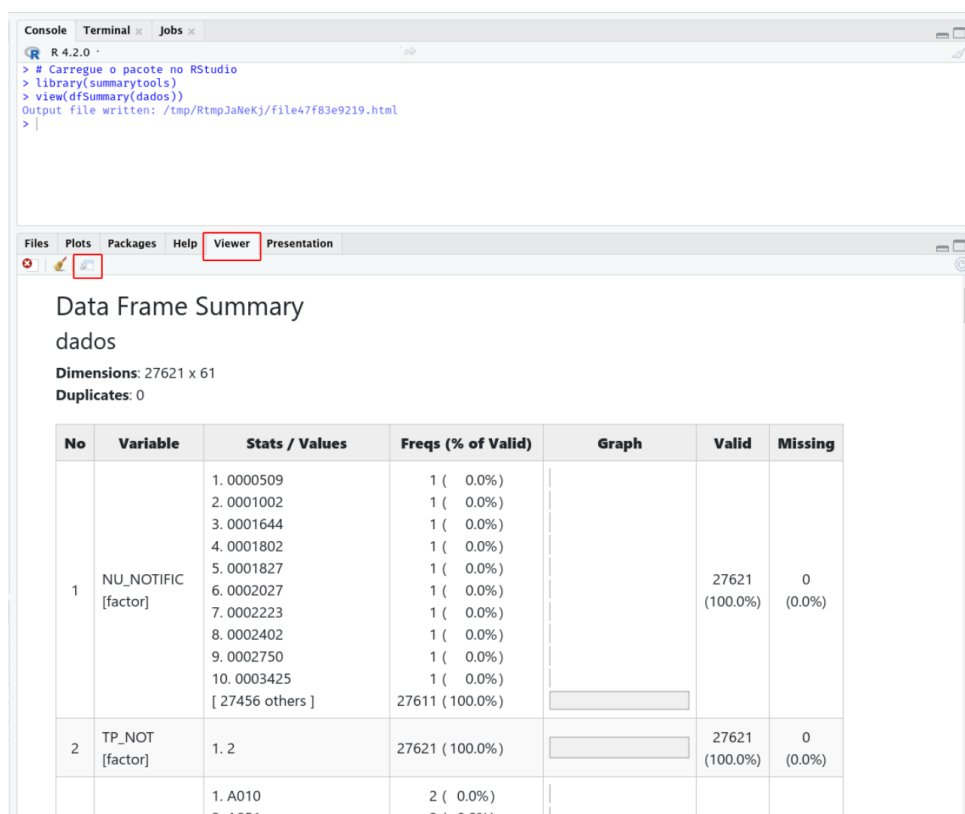 Console Terminal Jobs
R 4.2.0 ·
> # Carregue o pacote no RStudio
> library(summarytools)
> view(dfSummary(dados))
Output file written: /tmp/RtmpJaNeKj/file47f83e9219.html
>
Files Plots Packages Help Viewer Presentation
Data Frame Summary
dados
Dimensions: 27621 x 61
Duplicates: 0
No Variable Stats / Values Freqs (% of Valid) Graph Valid Missing
1. 0000509 1 ( 0.0%)
2. 0001002 1 ( 0.0%)
3. 0001644 1 ( 0.0%)
4. 0001802 1 ( 0.0%)
5. 0001827 1 ( 0.0%)
1 NU_NOTIFIC [factor] 6. 0002027 1 ( 0.0%) 27621 (100.0%) 0 (0.0%)
7. 0002223 1 ( 0.0%)
8. 0002402 1 ( 0.0%)
9. 0002750 1 ( 0.0%)
10. 0003425 1 ( 0.0%)
[ 27456 others ] 27611 ( 100.0%)
2 TP_NOT [factor] 1. 2 27621 ( 100.0%) 27621 (100.0%) 0 (0.0%)
1. A010 2 ( 0.0%)